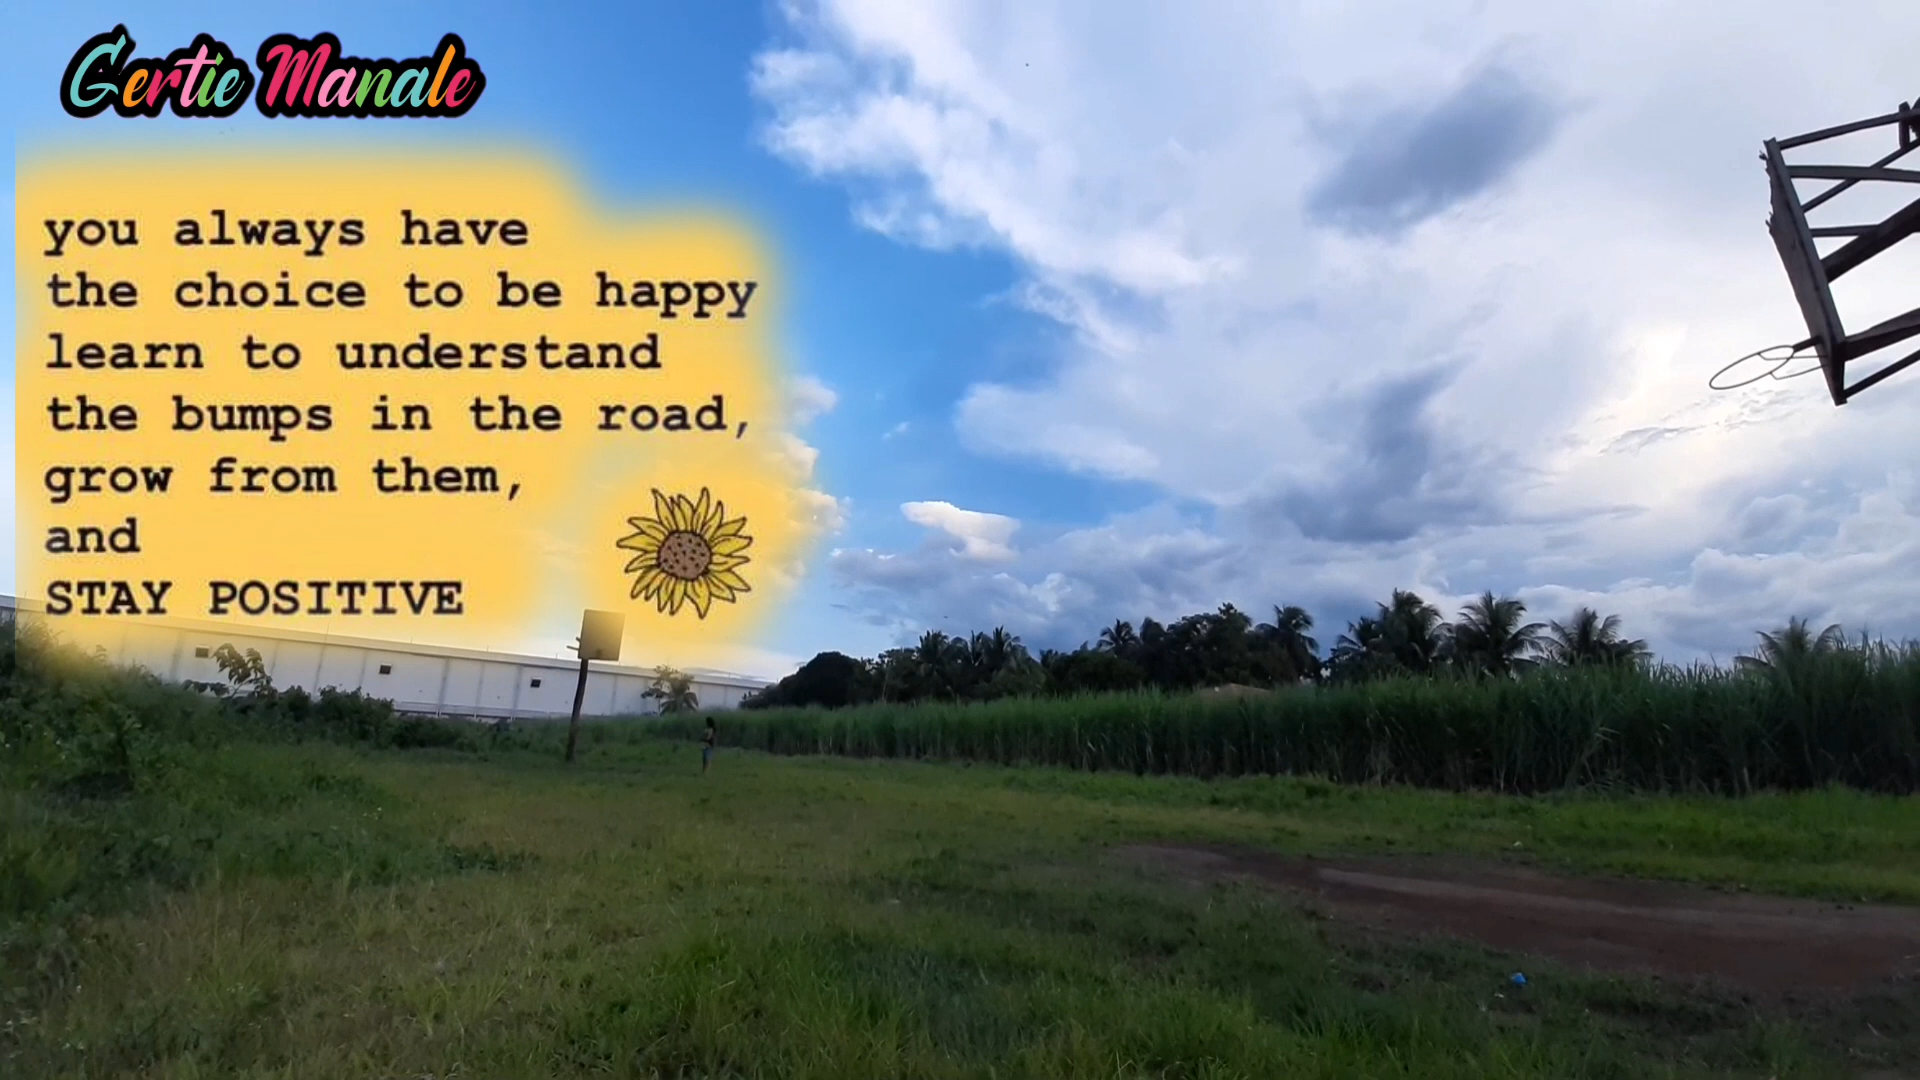 Gertie Manale
you always have
the choice to be happy
learn to understand
the bumps in the road,
grow from them,
and
STAY POSITIVE